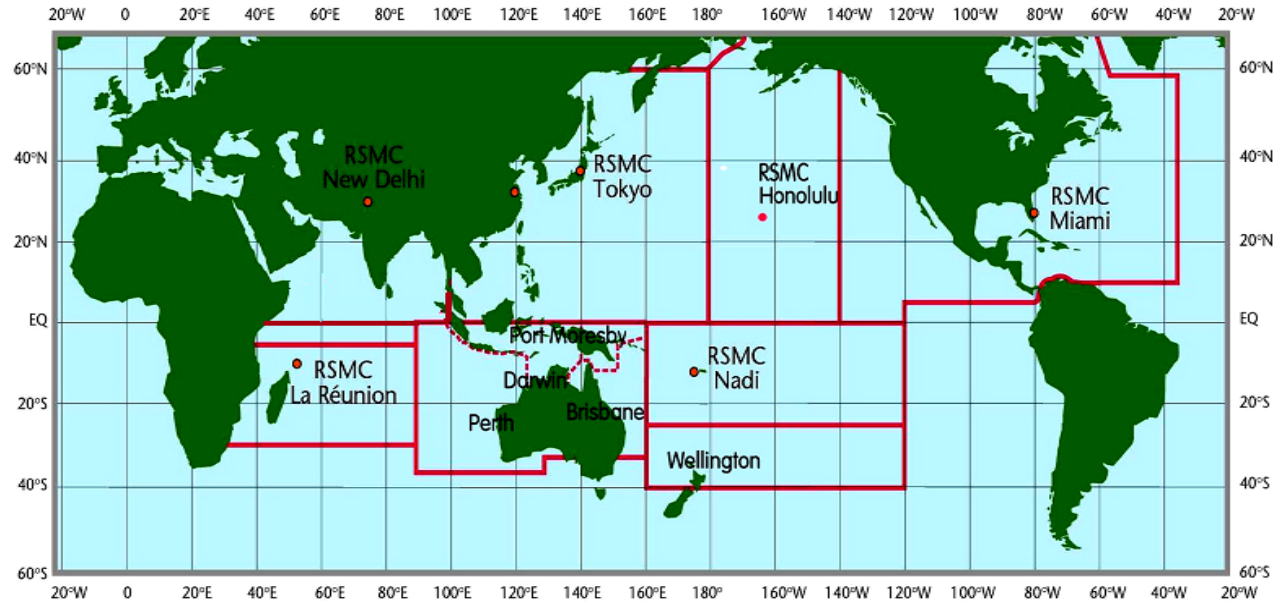 20°W 0 20°E 40°E 60°E 80°E 100°E 120°W 140°E 160°E 180° 160°W 140°W 120°W 100°W 80°W 60°W 40°W 20°W
60°N 60°N
40°N 40°N
RSMC
New Delhi
RSMC
Tokyo
RSMC
Honolulu
RSMC
Miami
20°N 20°N
EQ EQ
Port Moresby
RSMC
La Réunion
Darwin
Perth
Brisbane
RSMC
Nadi
Wellington
20°S 20°S
40°S 40°S
60°S 60°S
20°W 0 20°E 40°E 60°E 80°E 100°E 120°E 140°E 160°E 180° 160°W 140°W 120°W 100°W 80°W 60°W 40°W 20°W